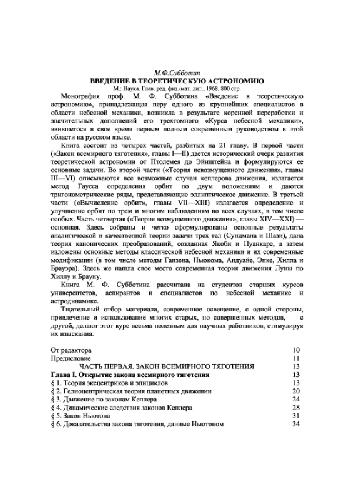 М.Ф.Субботин
ВВЕДЕНИЕ В ТЕОРЕТИЧЕСКУЮ АСТРОНОМИЮ
М.: Наука. Глав. ред. физ.-мат. лит., 1968, 800 стр.
Монография проф. М. Ф. Субботина «Введение в теоретическую
астрономию», принадлежащая перу одного из крупнейших специалистов в
области небесной механики, возникла в результате коренной переработки и
значительных дополнений его трехтомного «Курса небесной механики»,
явившегося в свое время первым полным современным руководством в этой
области на русском языке.
Книга состоит из четырех частей, разбитых на 21 главу. В первой
(«Закон всемирного тяготения», главы I—II) дается исторический очерк развития
теоретической астрономии от Птолемея до Эйнштейна и формулируются ее
основные задачи. Во второй части («Теория невозмущенного движения», главы
III—VI) описываются все возможные случаи кеплерова движения, излагается
метод Гаусса определения орбит по двум положениям и даются
тригонометрические ряды, представляющие эллиптическое движение. В третьей
части («Вычисление орбит», главы VII—XIII) излагается определение и
улучшение орбит по трем и многим наблюдениям во всех случаях, в том числе
особых. Часть четвертая («Теория возмущенного движения», главы XIV—XXI) —
основная. Здесь собраны и четко сформулированы основные результаты
аналитической и качественной теории задачи трех тел (Сундмана и Шази), дана
теория канонических преобразований, созданная Якоби и Пуанкаре, а затем
изложены основные методы классической небесной механики и их современные
модификации (в том числе методы Ганзена, Ньюкома, Андуайе, Энке, Хилла и
Брауэра). Здесь же нашла свое место современная теория движения Луны по
Хиллу и Брауну.
Книга М. Ф. Субботина рассчитана на студентов старших курсов
университетов, аспирантов и специалистов по небесной механике и
астродинамике.
Тщательный отбор материала, современное освещение, с одной стороны,
привлечение и использование многих старых, но совершенных методов, — с
другой, делают этот курс весьма полезным для научных работников, стимулируя
их изыскания.
От редактора 10
Предисловие 11
ЧАСТЬ ПЕРВАЯ. ЗАКОН ВСЕМИРНОГО ТЯГОТЕНИЯ 13
Глава I. Открытие закона всемирного тяготения 13
§ 1. Теория эксцентриков и эпициклов 13
§ 2. Гелиоцентрическая теория планетных движений 20
§ 3. Движение по законам Кеплера 24
§ 4. Динамические следствия законов Кеплера 28
§ 5. Закон Ньютона 31
§ 6. Доказательства закона тяготения, данные Ньютоном 34